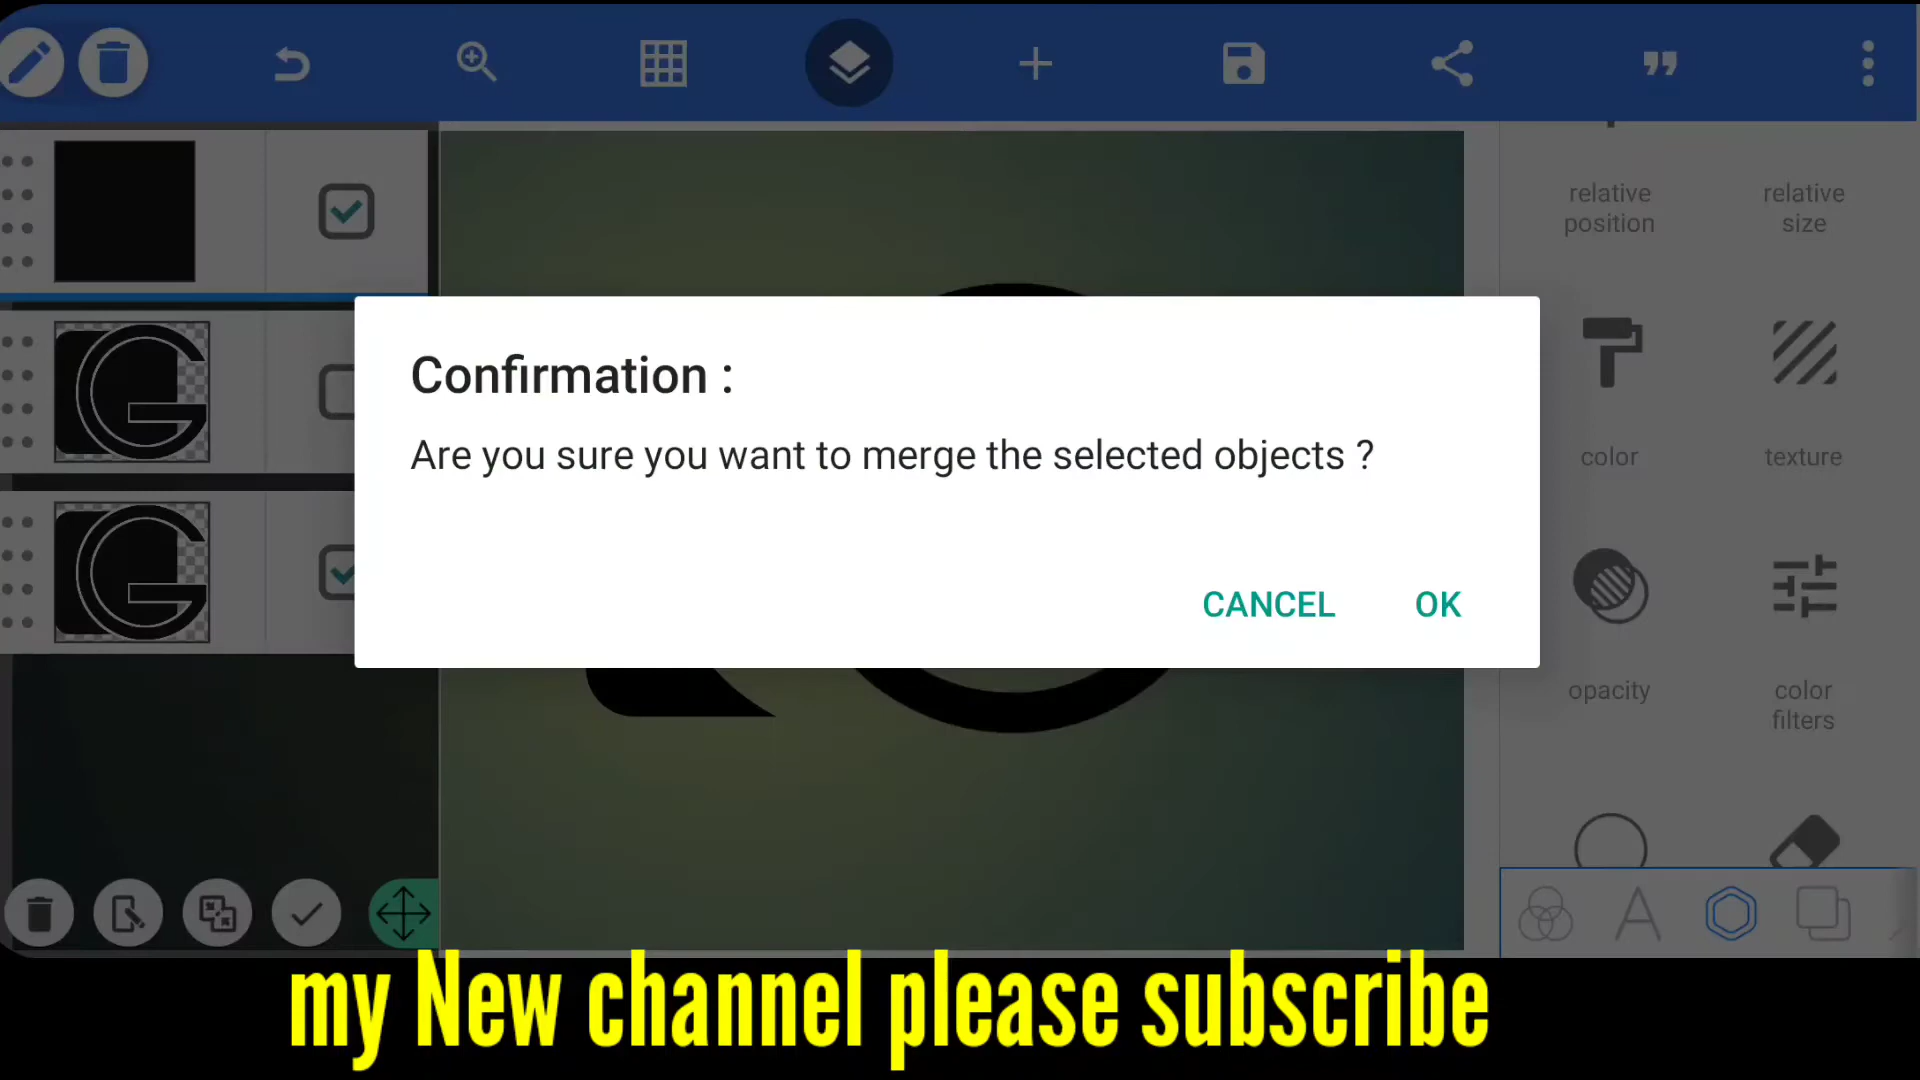 relative
position
relative
size
Confirmation :
Are you sure you want to merge the selected objects ?
CANCEL
OK
color
texture
opacity
color
filters
my New channel please subscribe